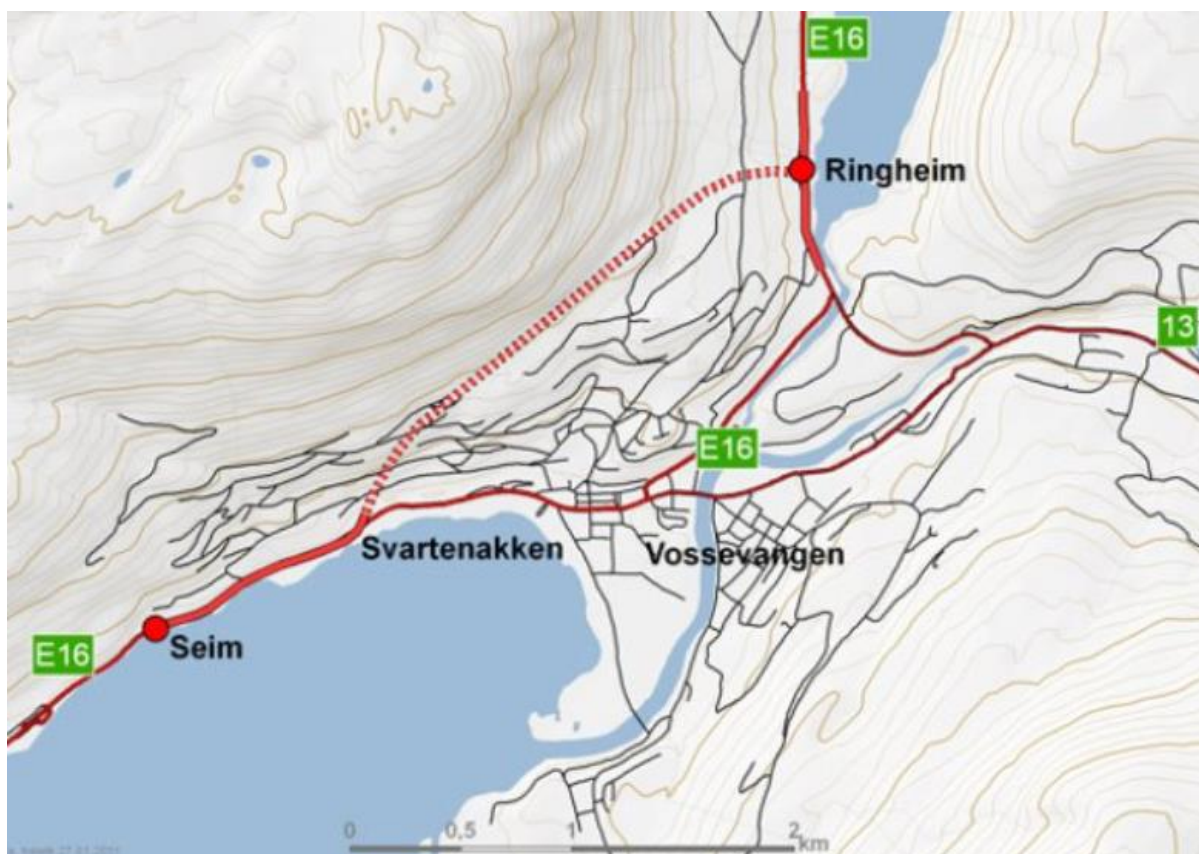 E16
Ringheim
13
E16
Svartenakken
Vossevangen
Seim
E16
0
0,5
1
2
km